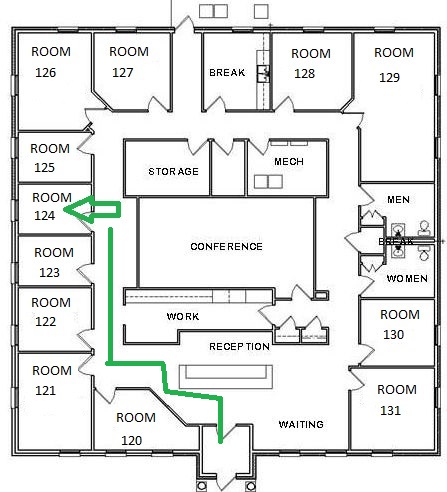 ROOM
126
ROOM
127
BREAK
ROOM
128
ROOM
129
ROOM
125
STORAGE
MECH
ROOM
124
MEN
CONFERENCE
BREAK
ROOM
123
WOMEN
ROOM
122
WORK
ROOM
130
RECEPTION
ROOM
121
ROOM
131
ROOM
120
WAITING